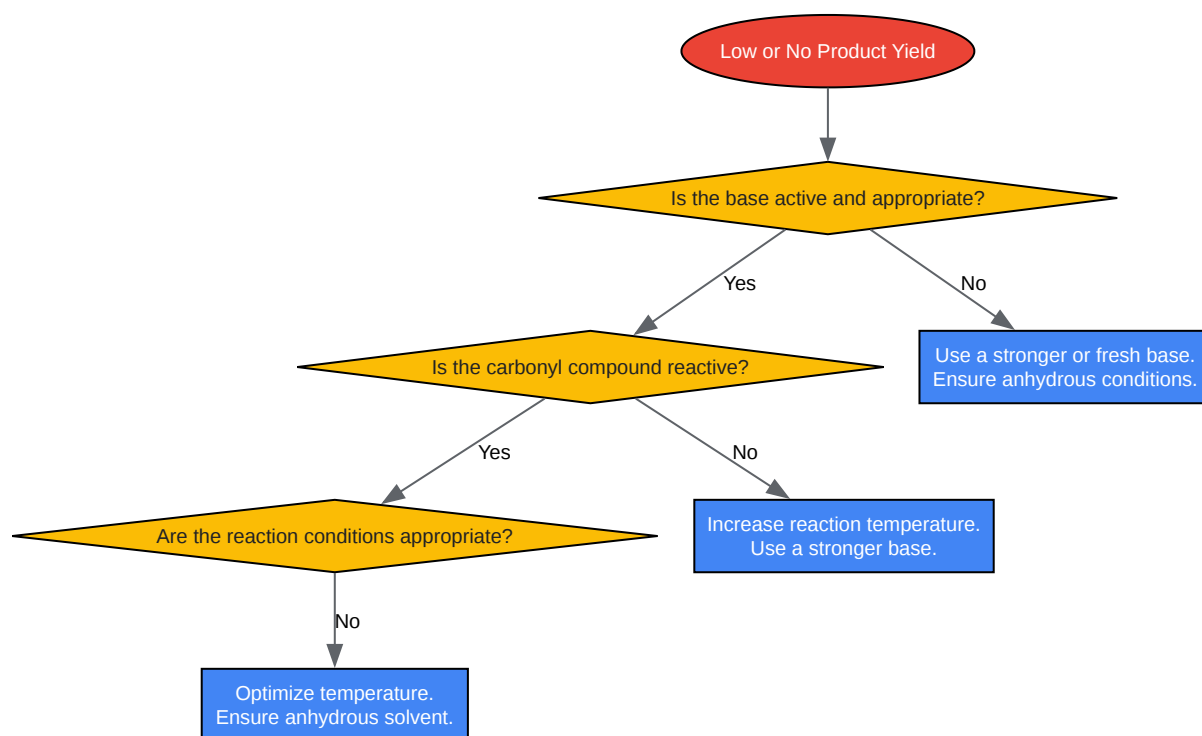 Low or No Product Yield
Is the base active and appropriate?
Yes
No
Is the carbonyl compound reactive?
Use a stronger or fresh base.
Ensure anhydrous conditions.
Yes
No
Are the reaction conditions appropriate?
Increase reaction temperature.
Use a stronger base.
No
Optimize temperature.
Ensure anhydrous solvent.